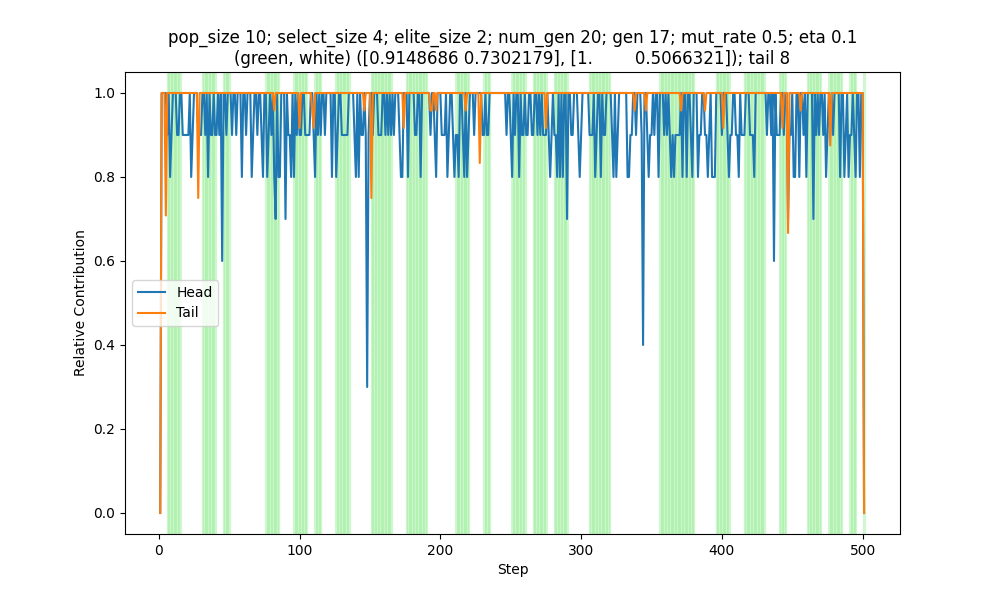 pop_size 10; select_size 4; elite_size 2; num_gen 20; gen 17; mut_rate 0.5; eta 0.1
(green, white) ([0.9148686 0.7302179], [1.        0.5066321]); tail 8
1.0
0.8
0.6
0.4
0.2
0.0
Relative Contribution
Head
Tail
0
100
200
300
400
500
Step